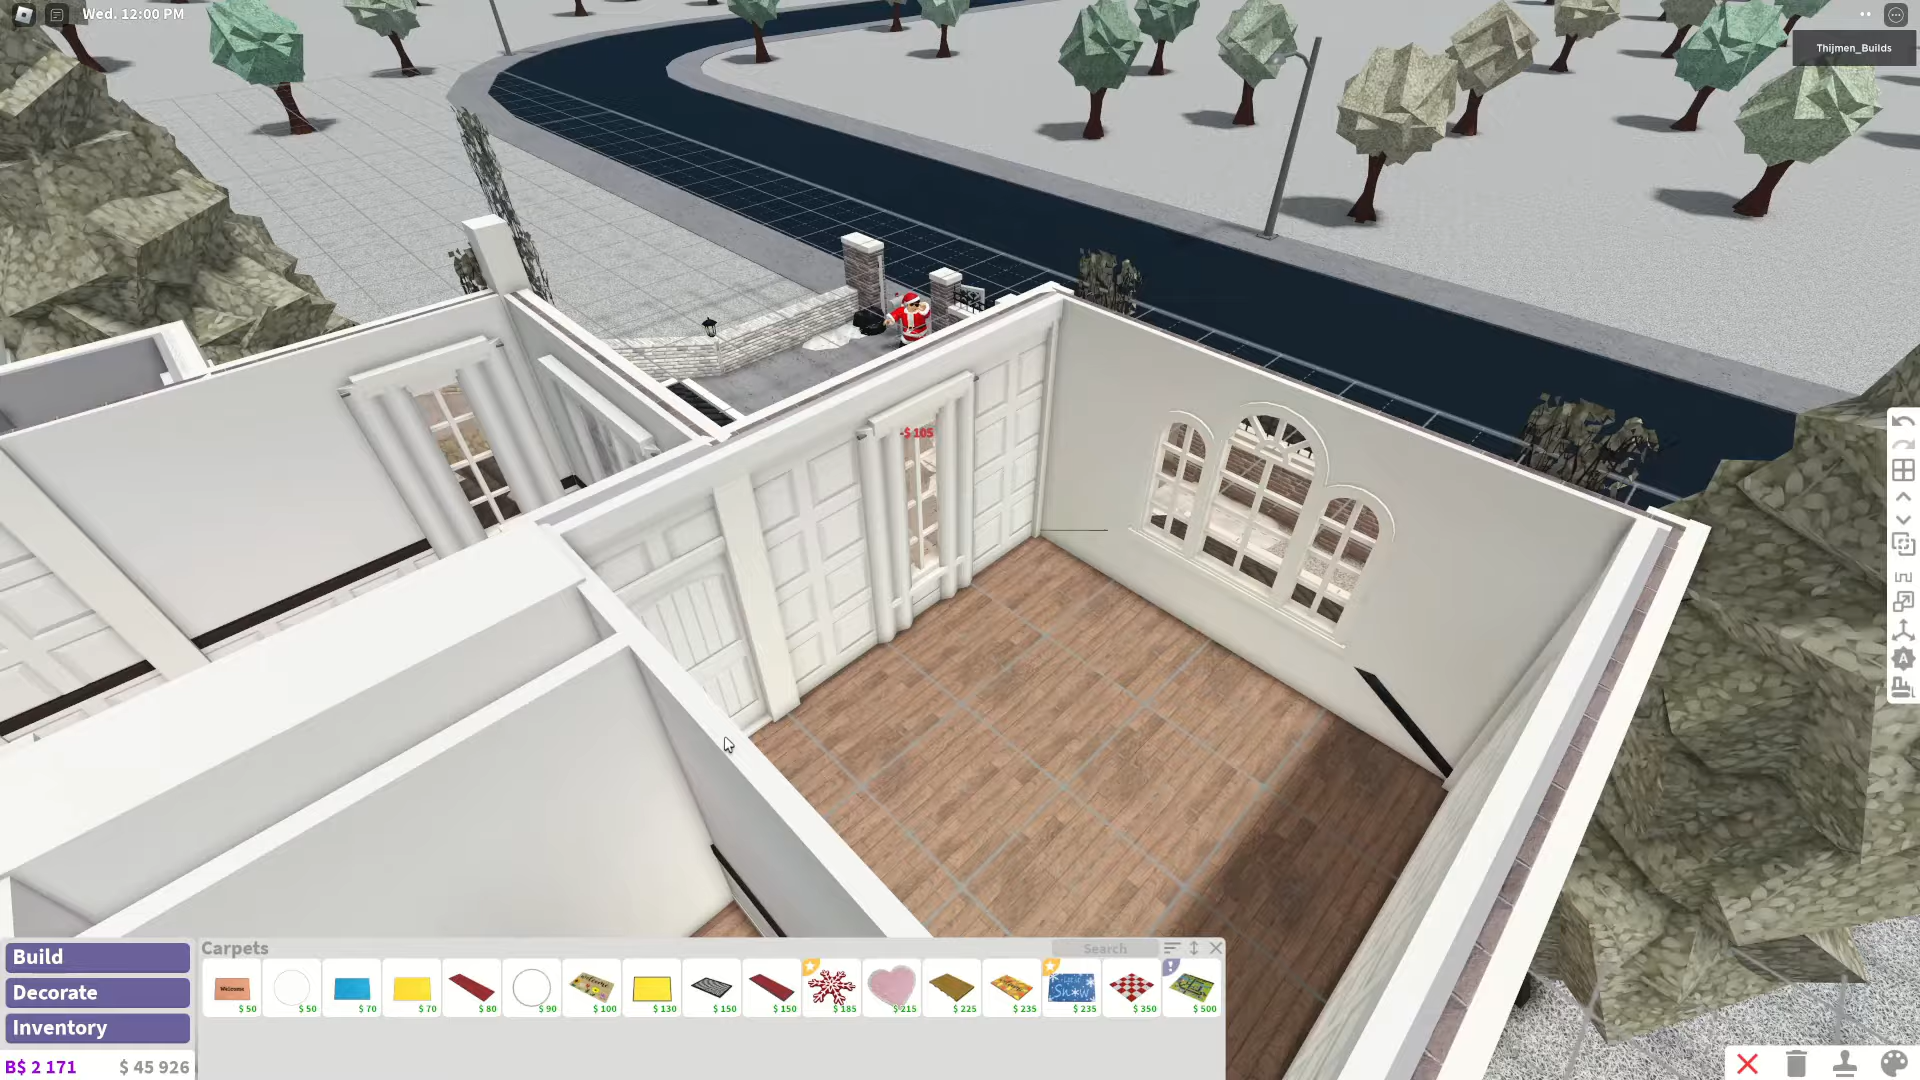 Wed. 12:00 PM
Thijmen_Builds
-$ 105
Build
Decorate
Inventory
B$ 2 171
$ 45 926
Carpets
Search
Welcome
$ 50
$ 50
$ 70
$ 70
$ 80
$ 90
$ 100
$ 130
$ 150
$ 150
$ 185
$ 215
$ 225
$ 235
$ 235
$ 350
$ 500